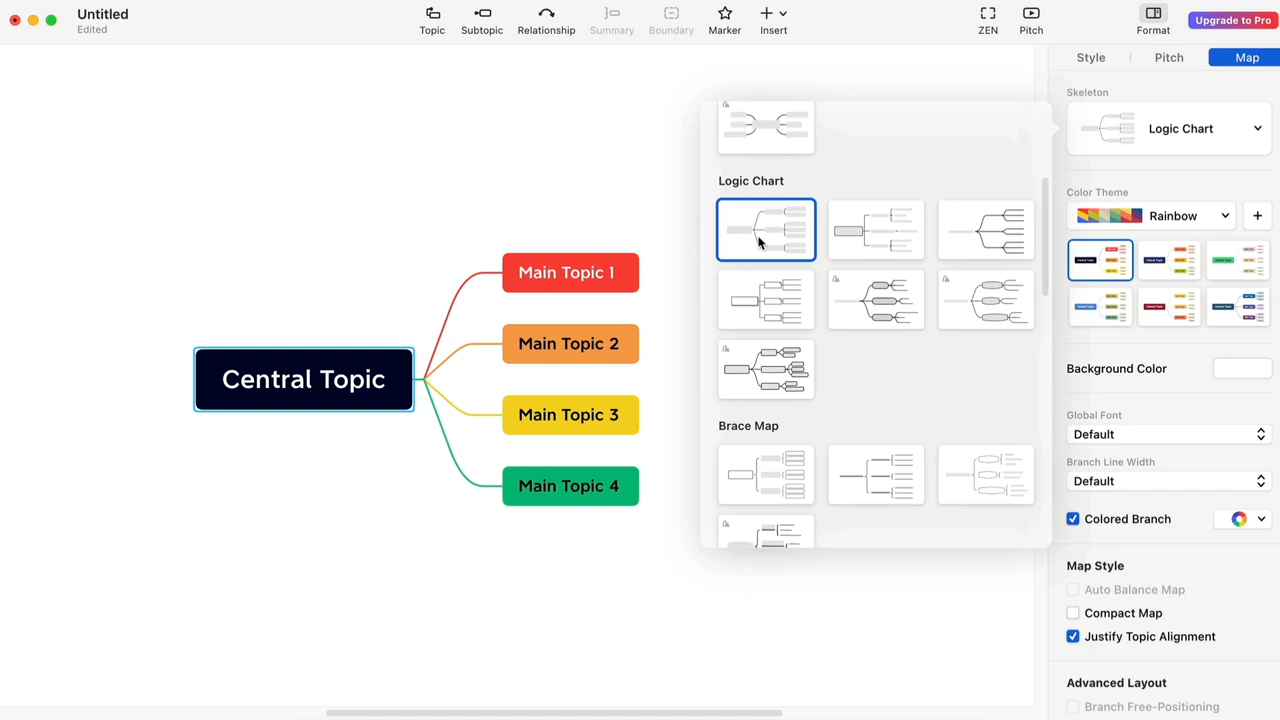 Untitled
Edited
Topic
Subtopic
Relationship
Summary
Boundary
Marker
Insert
ZEN
Pitch
Format
Upgrade to Pro
Style
Pitch
Map
Skeleton
Logic Chart
Color Theme
Rainbow
Background Color
Global Font
Default
Branch Line Width
Default
Colored Branch
Map Style
Auto Balance Map
Compact Map
Justify Topic Alignment
Advanced Layout
Branch Free-Positioning
Logic Chart
Brace Map
Central Topic
Main Topic 1
Main Topic 2
Main Topic 3
Main Topic 4